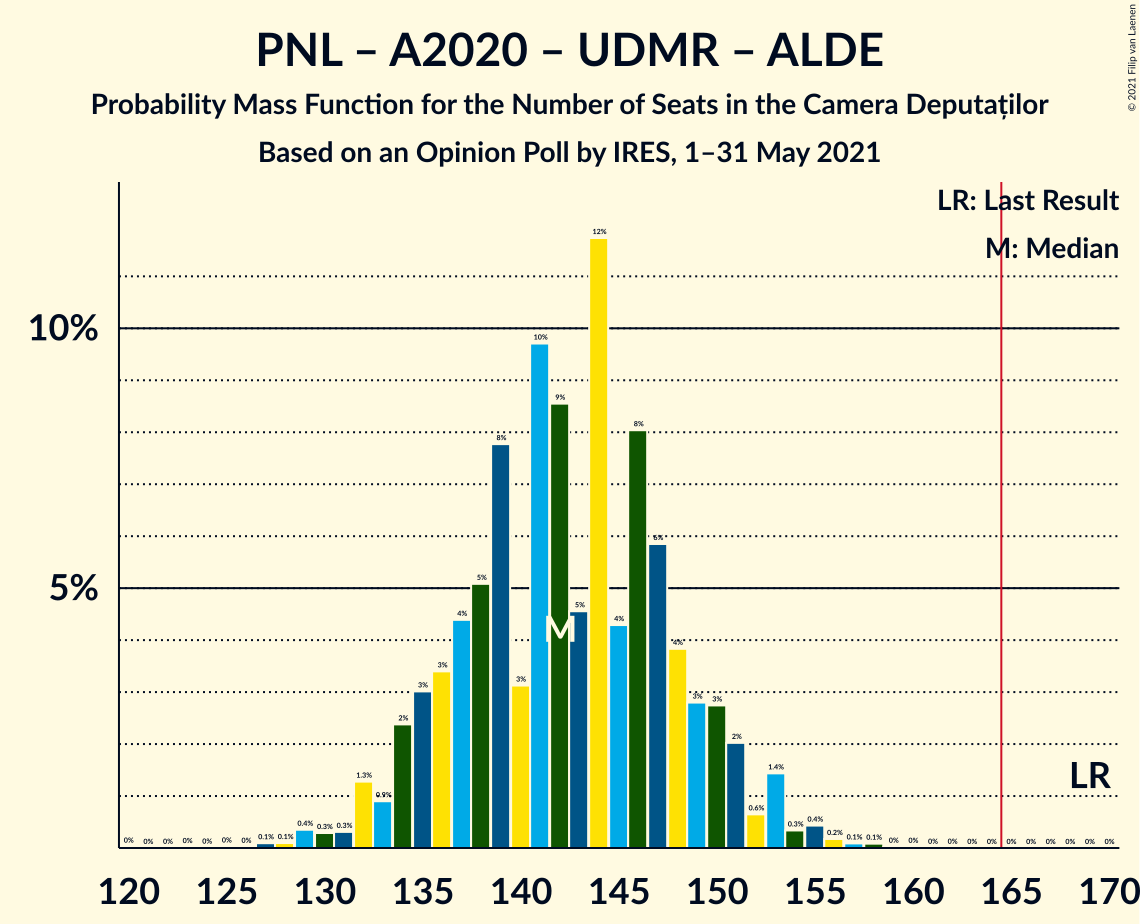 PNL – A2020 – UDMR – ALDE
Probability Mass Function for the Number of Seats in the Camera Deputaților
Based on an Opinion Poll by IRES, 1–31 May 2021
© 2021 Filip van Laenen
LR: Last Result
M: Median
10%
5%
0% 0% 0% 0% 0% 0% 0% 0.1% 0.1% 0.4% 0.3% 0.3% 1.3% 0.9% 2% 3% 3% 4% 5% 8% 3% 10% 9% 5% 12% 4% 8% 6% 4% 3% 3% 2% 0.6% 1.4% 0.3% 0.4% 0.2% 0.1% 0.1% 0% 0% 0% 0% 0% 0% 0% 0% 0% 0% 0% 0%
M
LR
120 125 130 135 140 145 150 155 160 165 170